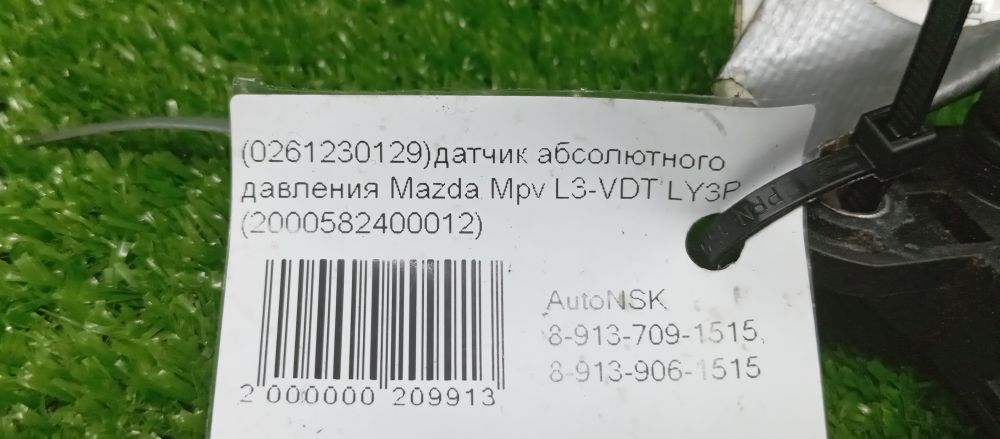 (0261230129)датчик абсолютного
давления Mazda Mpv L3-VDT LY3P
(2000582400012)
AutoNSK
8-913-709-1515,
8-913-906-1515
2 000000 209913